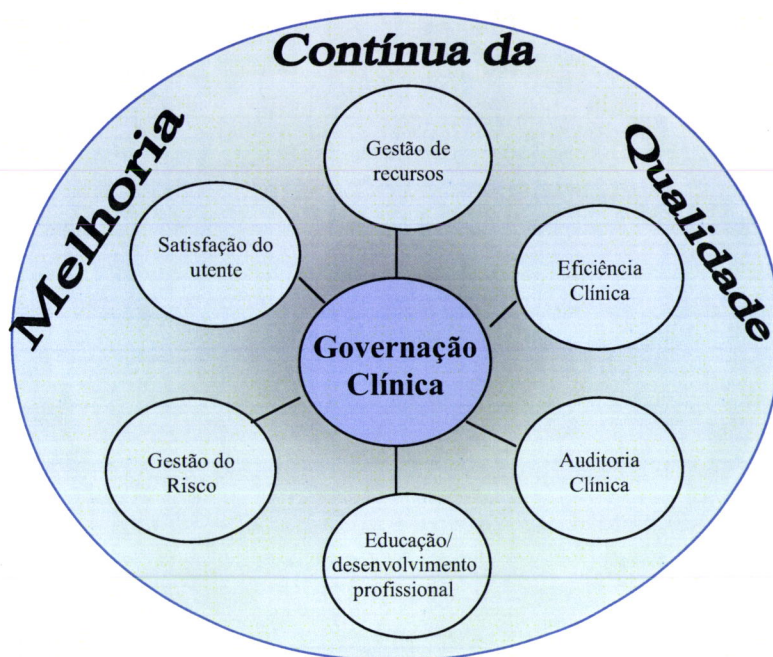 Melhoria
Contínua da
Qualidade
Gestão de
recursos
Satisfação do
utente
Eficiência
Clínica
Governação
Clínica
Gestão do
Risco
Auditoria
Clínica
Educação/
desenvolvimento
profissional